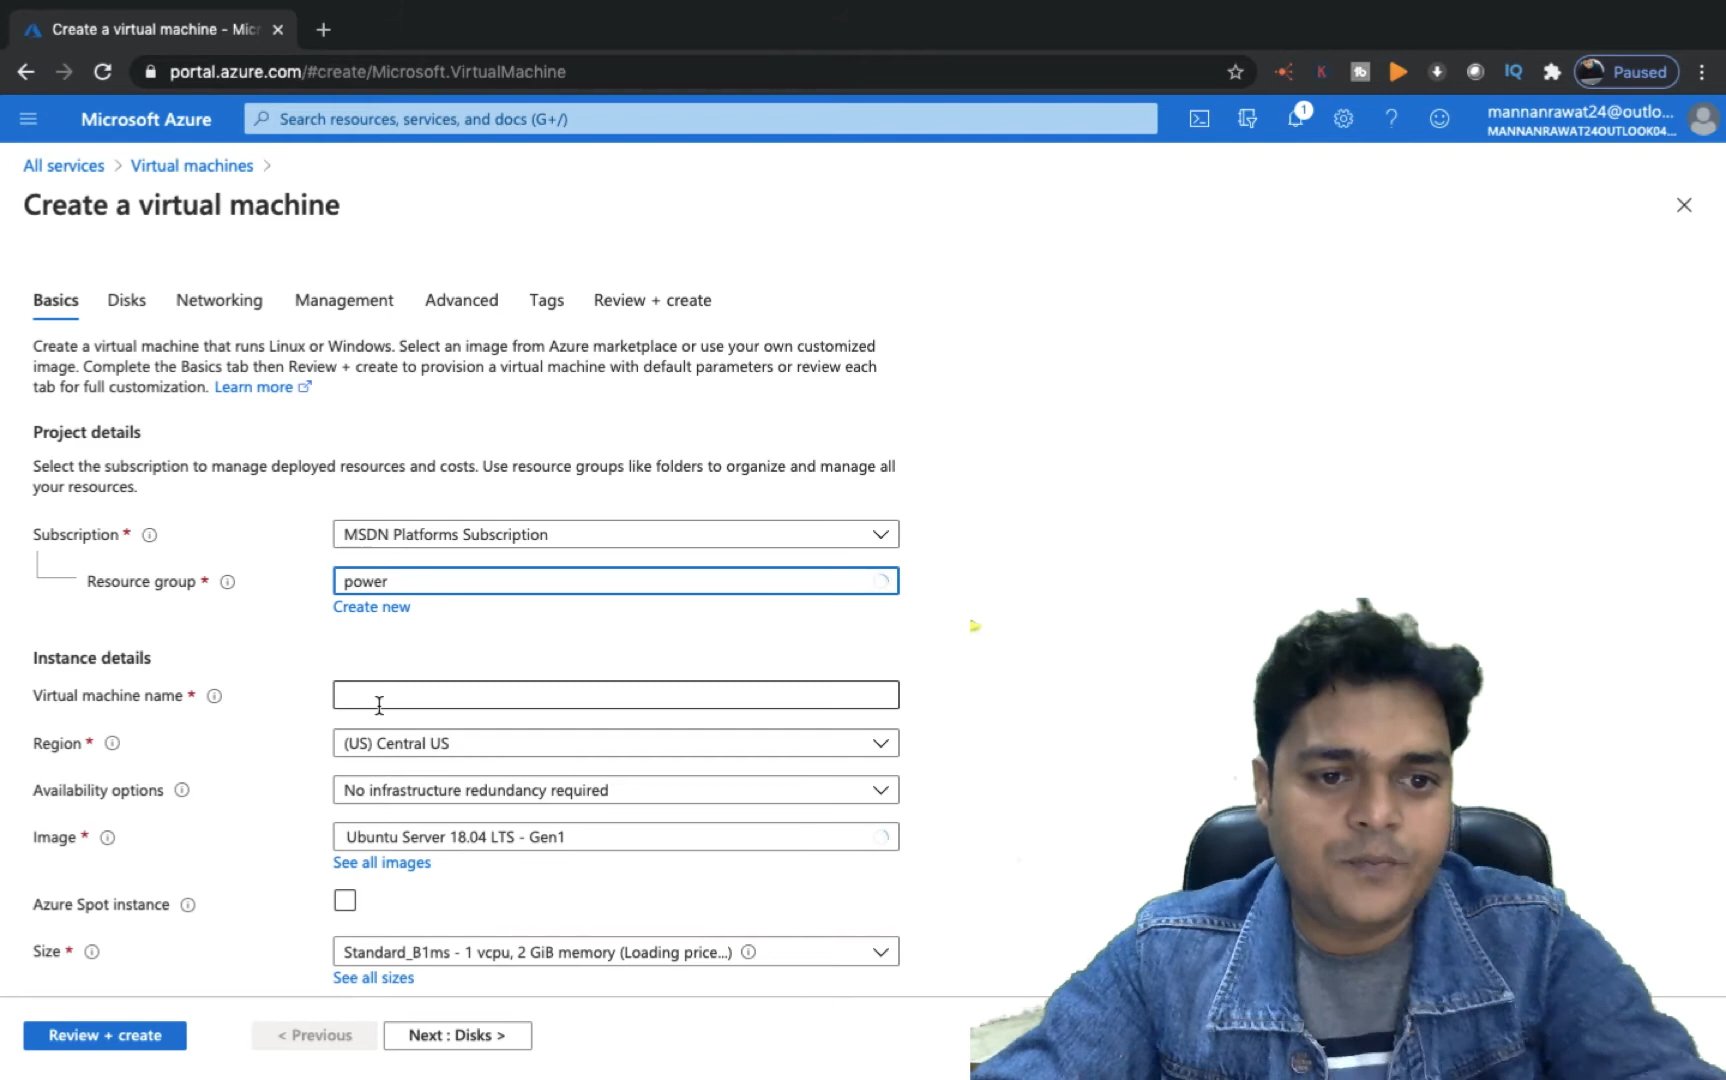 Create a virtual machine - Mic
portal.azure.com/#create/Microsoft.VirtualMachine
K
tb
IQ
Paused
Microsoft Azure
Search resources, services, and docs (G+/)
1
mannanrawat24@outlo...
MANNANRAWAT24OUTLOOK04...
All services > Virtual machines >
Create a virtual machine
Basics Disks Networking Management Advanced Tags Review + create
Create a virtual machine that runs Linux or Windows. Select an image from Azure marketplace or use your own customized
image. Complete the Basics tab then Review + create to provision a virtual machine with default parameters or review each
tab for full customization. Learn more
Project details
Select the subscription to manage deployed resources and costs. Use resource groups like folders to organize and manage all
your resources.
Subscription * MSDN Platforms Subscription
Resource group * power
Create new
Instance details
Virtual machine name *
Region * (US) Central US
Availability options No infrastructure redundancy required
Image * Ubuntu Server 18.04 LTS - Gen1
See all images
Azure Spot instance
Size * Standard_B1ms - 1 vcpu, 2 GiB memory (Loading price...)
See all sizes
Review + create < Previous Next : Disks >